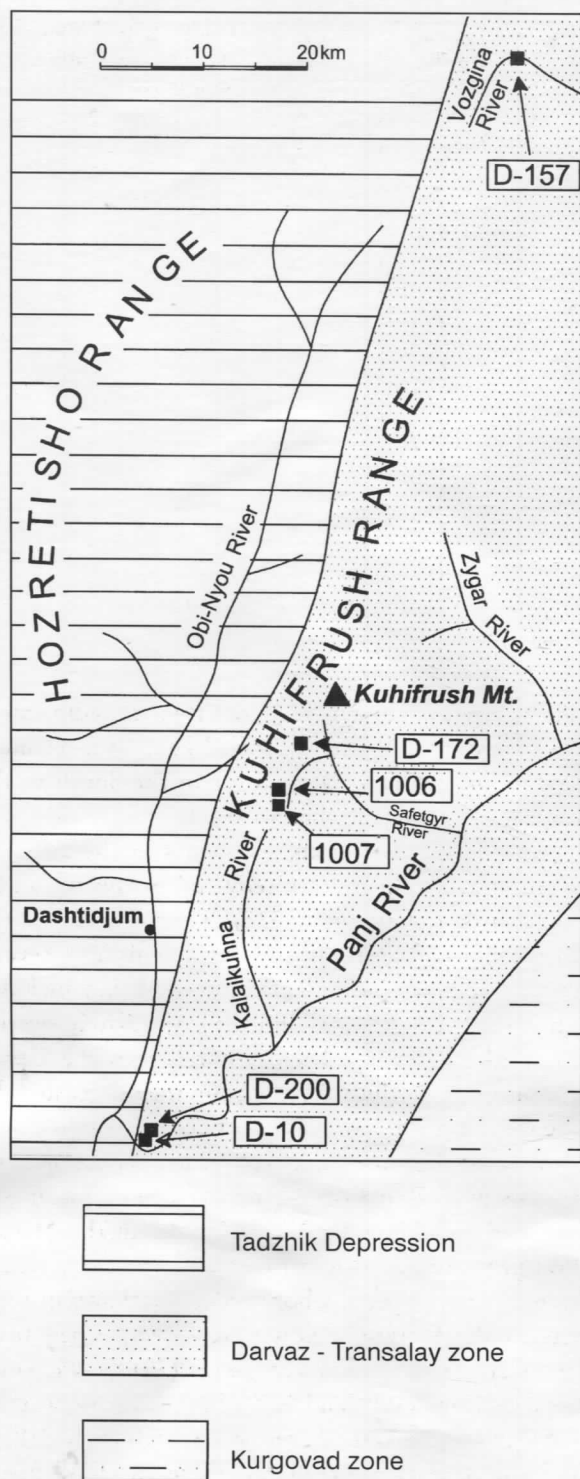 0 10 20km
Vozgina
River
D-157
HOZRETISHO RANGE
Obi-Nyou River
KUHIFRUSH RANGE
Zygar
River
Kuhifrush Mt.
D-172
1006
Safetgyr
River
1007
Kalaikuhna River
Panj River
Dashtidjum
D-200
D-10
Tadzhik Depression
Darvaz - Transalay zone
Kurgovad zone